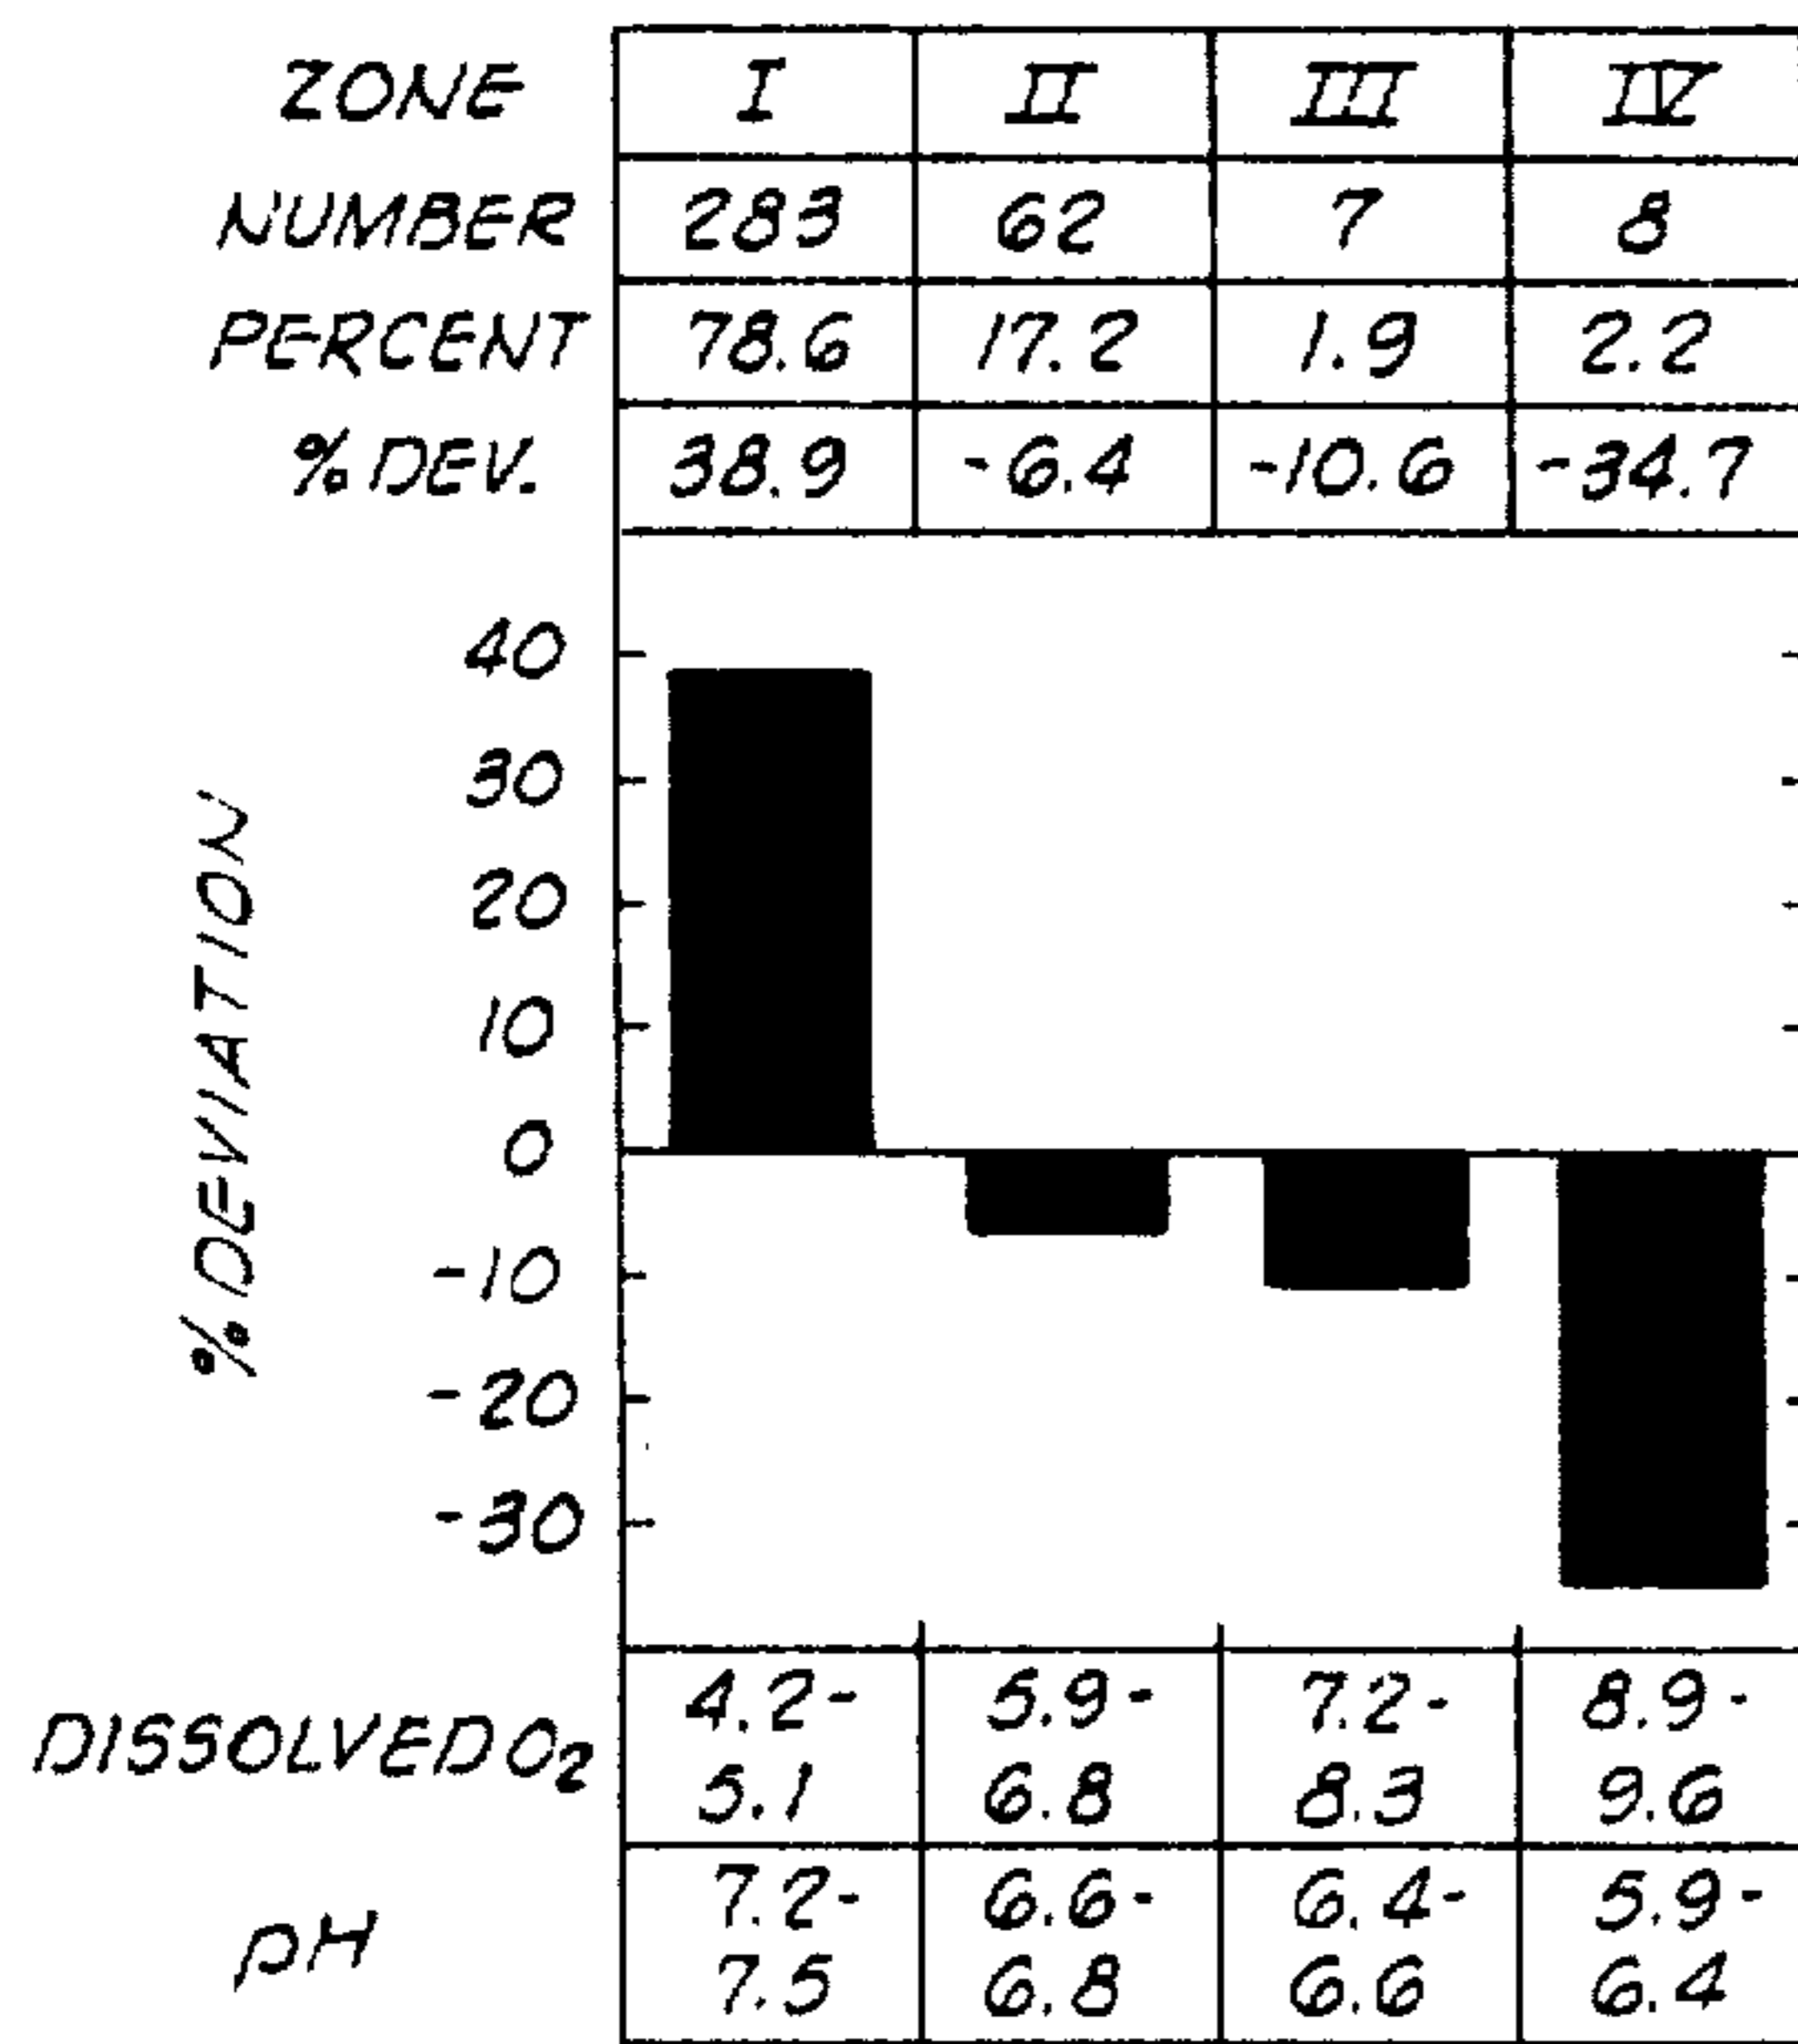 ZONE I II III IV
NUMBER 283 62 7 8
PERCENT 78.6 17.2 1.9 2.2
% DEV. 38.9 -6.4 -10.6 -34.7
% DEVIATION
40
30
20
10
0
-10
-20
-30
DISSOLVED O₂ 4.2- 5.9- 7.2- 8.9-
5.1 6.8 8.3 9.6
pH 7.2- 6.6- 6.4- 5.9-
7.5 6.8 6.6 6.4